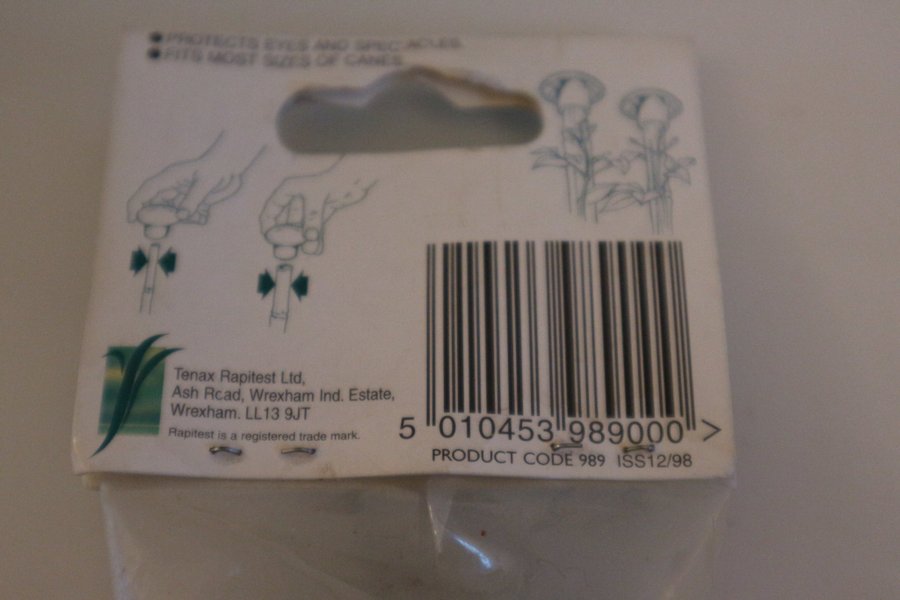 PROTECTS EYES AND SPECTACLES.
FITS MOST SIZES OF CANES.
Tenax Rapitest Ltd,
Ash Road, Wrexham Ind. Estate,
Wrexham. LL13 9JT
Rapitest is a registered trade mark.
5 010453 989000 >
PRODUCT CODE 989 ISS12/98